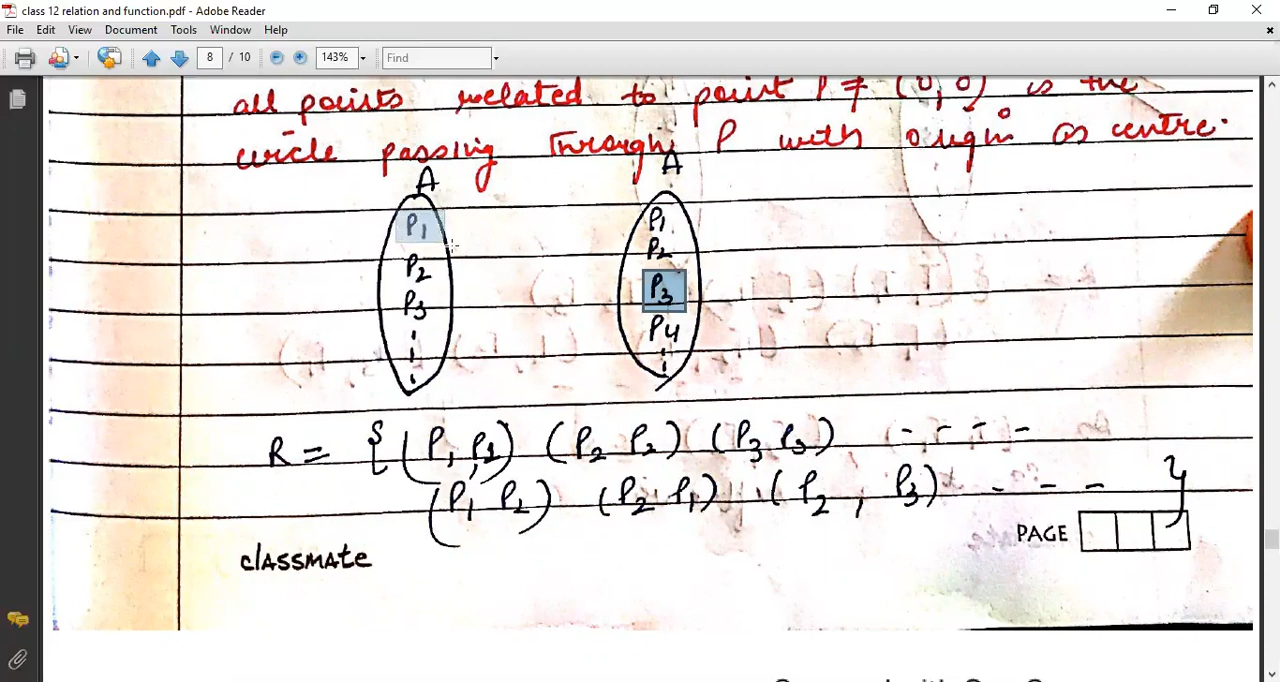 class 12 relation and function.pdf - Adobe Reader
File Edit View Document Tools Window Help
8 / 10 143% Find
all points related to point P ≠ (0, 0) is the
circle passing through P with origin as centre.
A A
P1 P1
P2 P2
P3 P3
P4
R = {(P1, P1) (P2 P2) (P3 P3) (- - - -
(P1 P2) (P2 P1) (P2, P3) - - - }
PAGE
classmate